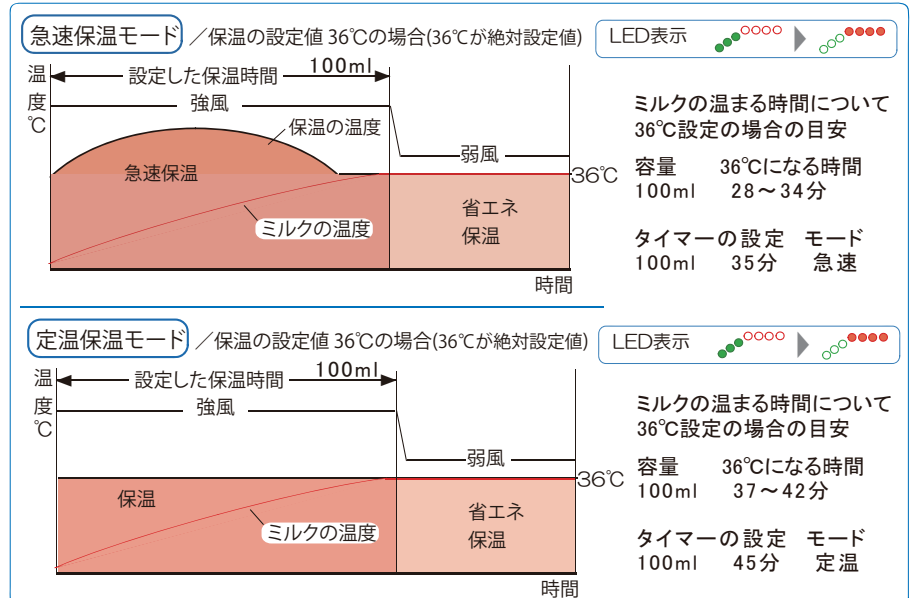 急速保温モード ／保温の設定値 36℃の場合(36℃が絶対設定値)
LED表示
温度℃
設定した保温時間 100ml
強風
保温の温度
急速保温
ミルクの温度
弱風
36℃
省エネ
保温
時間
ミルクの温まる時間について
36℃設定の場合の目安
容量 36℃になる時間
100ml 28～34分
タイマーの設定 モード
100ml 35分 急速
定温保温モード ／保温の設定値 36℃の場合(36℃が絶対設定値)
LED表示
温度℃
設定した保温時間 100ml
強風
保温
ミルクの温度
弱風
36℃
省エネ
保温
時間
ミルクの温まる時間について
36℃設定の場合の目安
容量 36℃になる時間
100ml 37～42分
タイマーの設定 モード
100ml 45分 定温